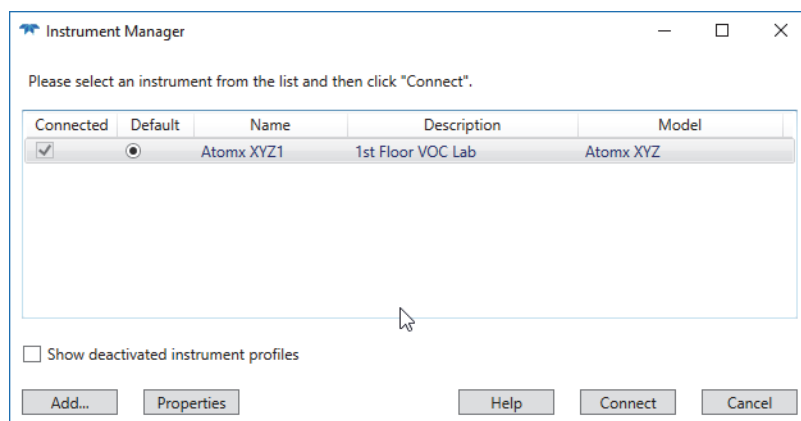 Instrument Manager
Please select an instrument from the list and then click "Connect".
Connected Default Name Description Model
Atomx XYZ1 1st Floor VOC Lab Atomx XYZ
Show deactivated instrument profiles
Add... Properties Help Connect Cancel